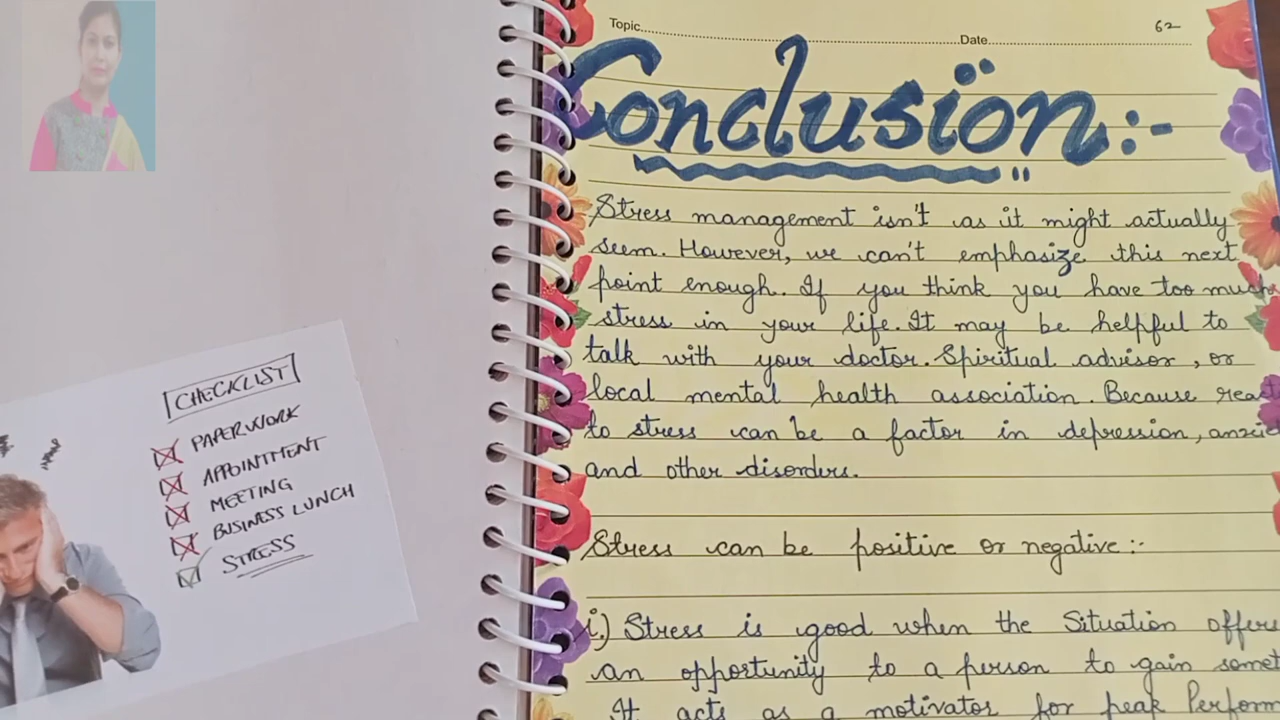 CHECKLIST
PAPERWORK
APPOINTMENT
MEETING
BUSINESS LUNCH
STRESS
Topic Date 62
Conclusion:-
Stress management isn't as it might actually
seem. However, we can't emphasize this next
point enough. If you think you have too much
stress in your life. It may be helpful to
talk with your doctor. Spiritual advisor, or
local mental health association. Because
to stress can be a factor in depression,
and other disorders.
Stress can be positive or negative:-
i.) Stress is good when the Situation
an opportunity to a person to gain
It acts as a motivator for peak